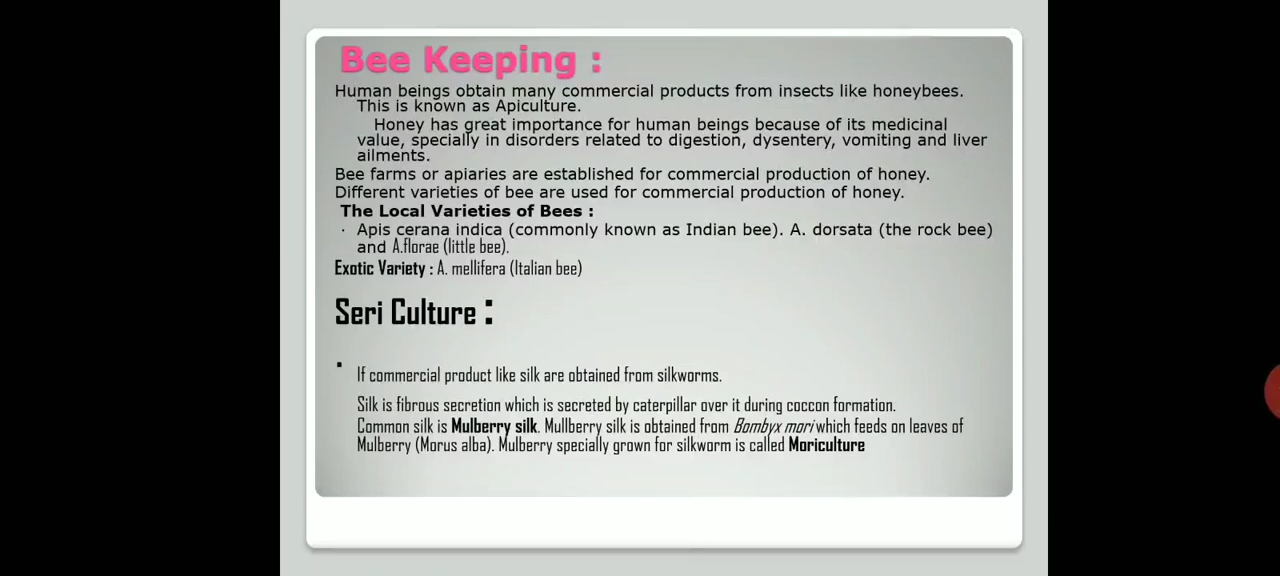 Bee Keeping :
Human beings obtain many commercial products from insects like honeybees.
This is known as Apiculture.
Honey has great importance for human beings because of its medicinal
value, specially in disorders related to digestion, dysentery, vomiting and liver
ailments.
Bee farms or apiaries are established for commercial production of honey.
Different varieties of bee are used for commercial production of honey.
The Local Varieties of Bees :
· Apis cerana indica (commonly known as Indian bee). A. dorsata (the rock bee)
and A.florae (little bee).
Exotic Variety : A. mellifera (Italian bee)
Seri Culture :
▪ If commercial product like silk are obtained from silkworms.
Silk is fibrous secretion which is secreted by caterpillar over it during coccon formation.
Common silk is Mulberry silk. Mullberry silk is obtained from Bombyx mori which feeds on leaves of
Mulberry (Morus alba). Mulberry specially grown for silkworm is called Moriculture